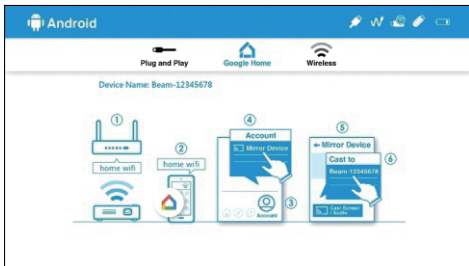 Android
Plug and Play
Google Home
Wireless
Device Name: Beam-12345678
①
home wifi
②
home wifi
④
Account
Mirror Device
③
Account
⑤
← Mirror Device
Cast to
⑥
Beam 12345678
Cast Screen
/ Audio